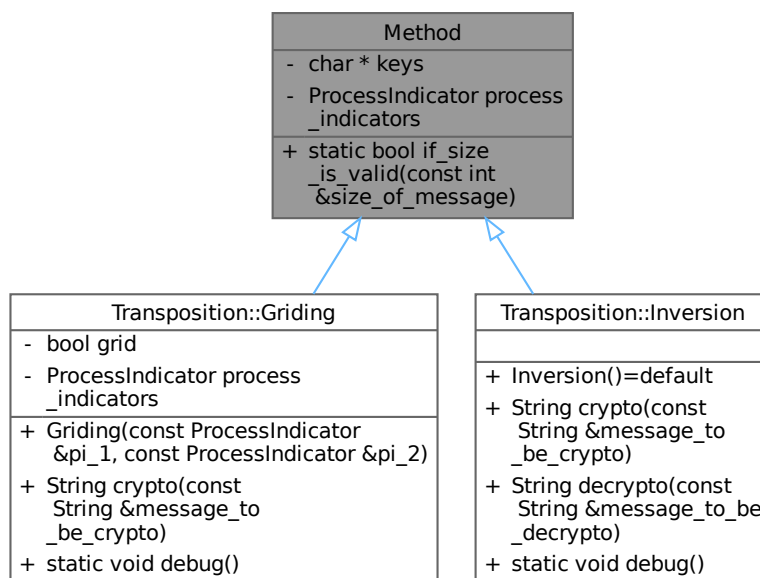 Method
- char * keys
- ProcessIndicator process
_indicators
+ static bool if_size
_is_valid(const int
&size_of_message)
Transposition::Griding
- bool grid
- ProcessIndicator process
_indicators
+ Griding(const ProcessIndicator
&pi_1, const ProcessIndicator &pi_2)
+ String crypto(const
String &message_to
_be_crypto)
+ static void debug()
Transposition::Inversion
+ Inversion()=default
+ String crypto(const
String &message_to
_be_crypto)
+ String decrypto(const
String &message_to_be
_decrypto)
+ static void debug()